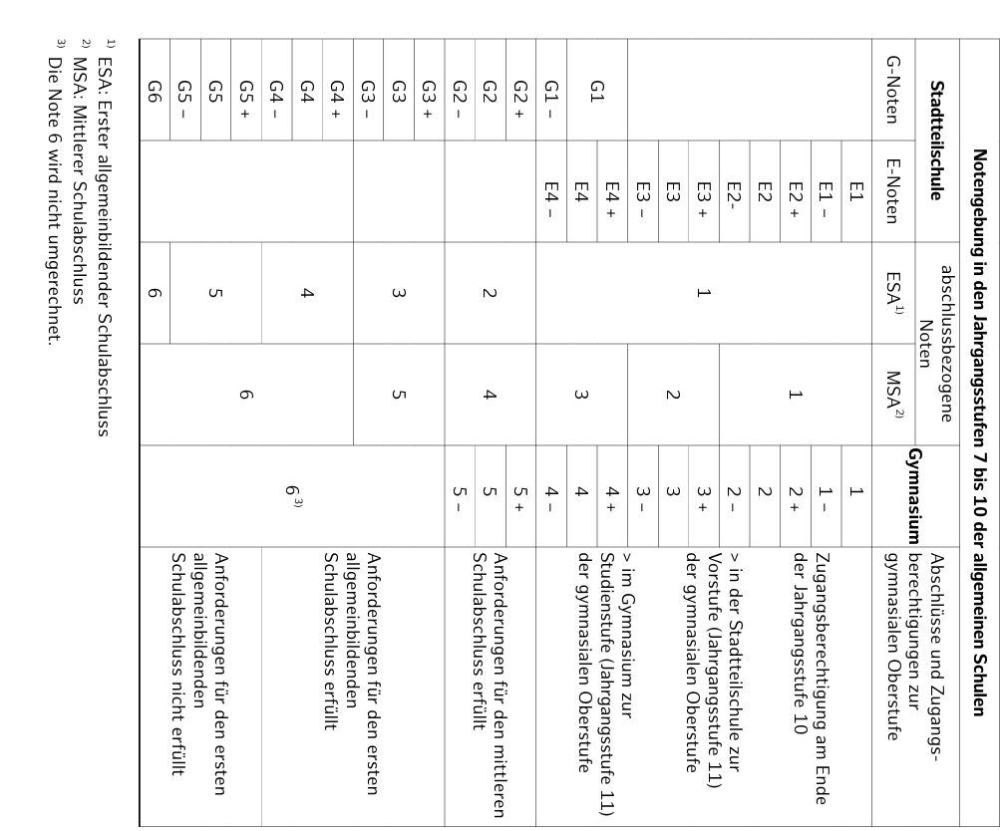 Notengebung in den Jahrgangsstufen 7 bis 10 der allgemeinen Schulen
Stadtteilschule
abschlussbezogene
Noten
Gymnasium
Abschlüsse und Zugangs-
berechtigungen zur
gymnasialen Oberstufe
G-Noten E-Noten ESA1) MSA2)
E1 1 1 1
E1 – 1 –
E2 + 2 +
E2 2
E2- 2 –
E3 + 2 3 +
E3 3
E3 – 3 –
G1 E4 + 3 4 +
E4 4
G1 – E4 – 4 –
Zugangsberechtigung am Ende
der Jahrgangsstufe 10
> in der Stadtteilschule zur
Vorstufe (Jahrgangsstufe 11)
der gymnasialen Oberstufe
> im Gymnasium zur
Studienstufe (Jahrgangsstufe 11)
der gymnasialen Oberstufe
G2 + 2 4 5 +
G2 5
G2 – 5 –
Anforderungen für den mittleren
Schulabschluss erfüllt
G3 + 3 5 6 3)
G3
G3 –
G4 + 4 6
G4
G4 –
Anforderungen für den ersten
allgemeinbildenden
Schulabschluss erfüllt
G5 + 5
G5
G5 –
G6 6
Anforderungen für den ersten
allgemeinbildenden
Schulabschluss nicht erfüllt
1) ESA: Erster allgemeinbildender Schulabschluss
2) MSA: Mittlerer Schulabschluss
3) Die Note 6 wird nicht umgerechnet.